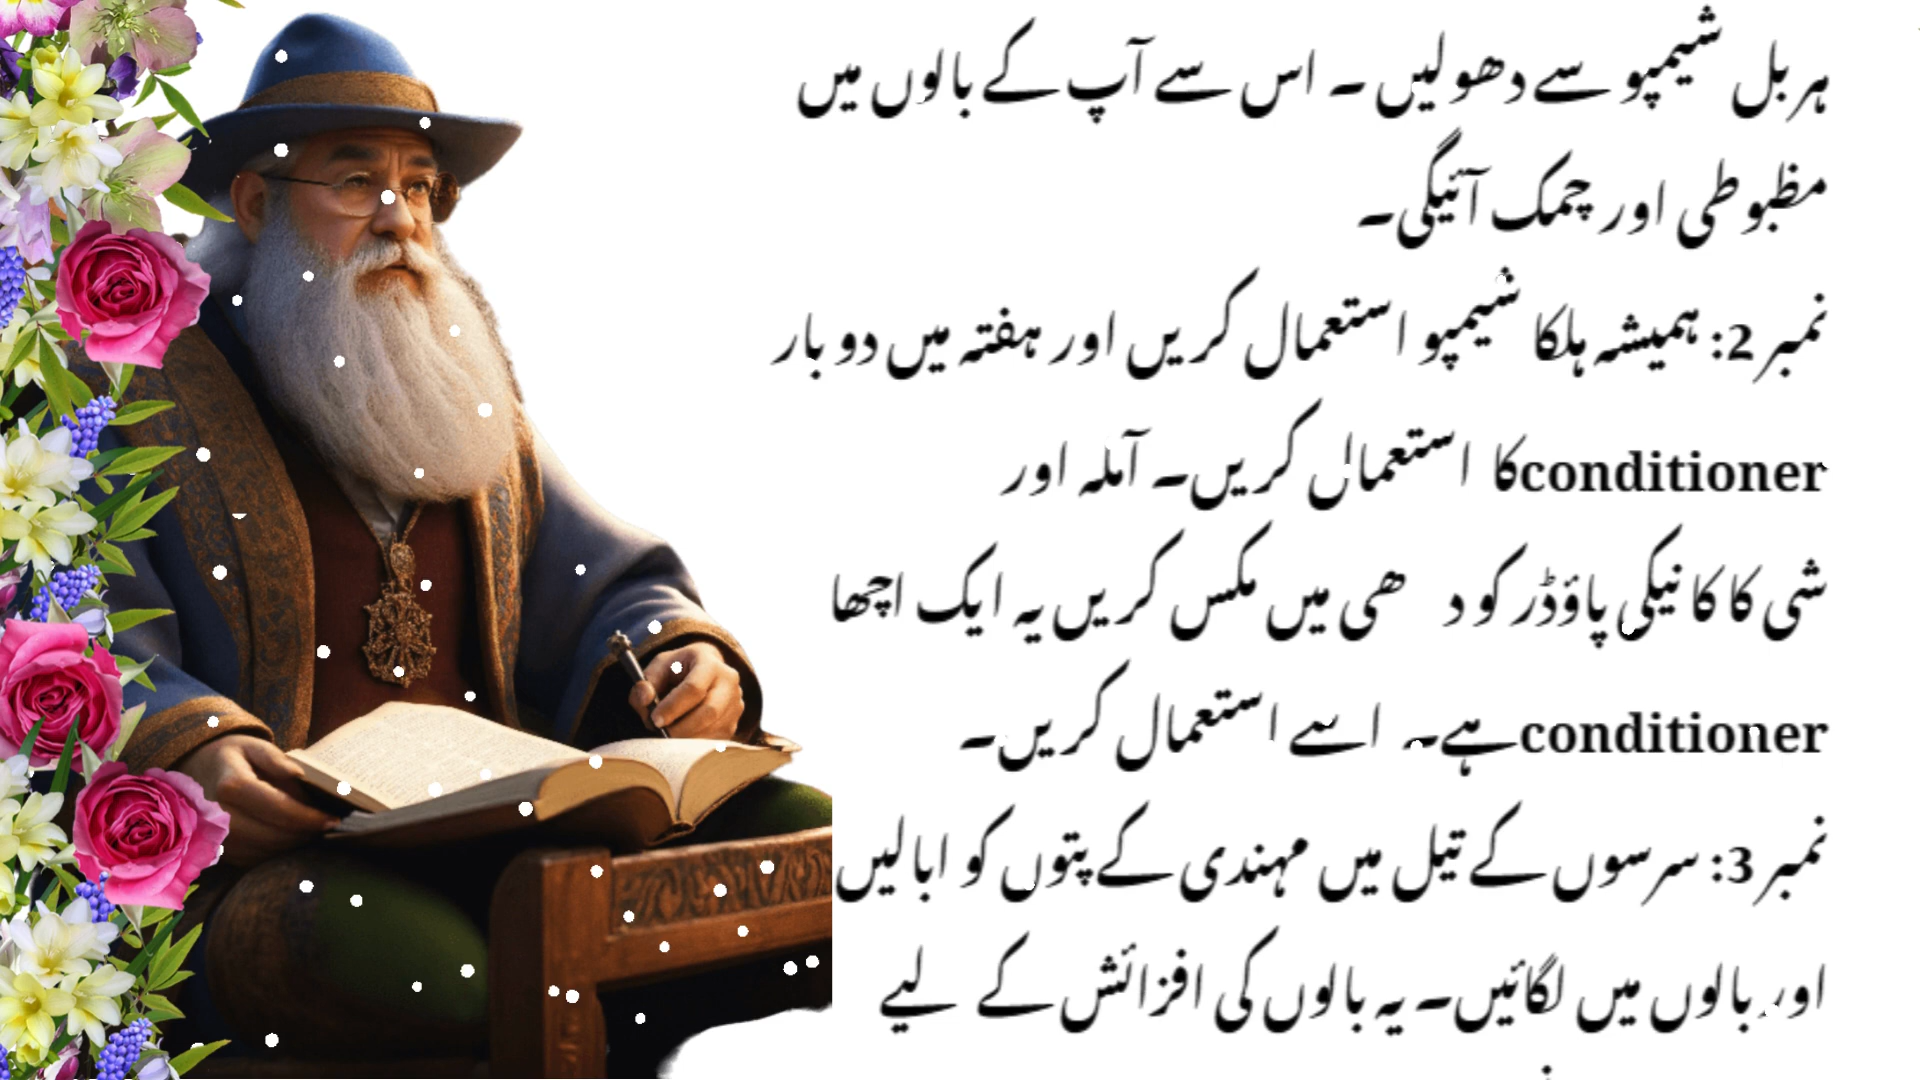 ہربل شیمپو سے دھولیں ۔ اس سے آپ کے بالوں میں
مظبوطی اور چمک آئیگی۔
نمبر 2: ہمیشہ ہلکا شیمپو استعمال کریں اور ہفتہ میں دو بار
conditionerکا استعمال کریں۔ آملہ اور
شی کا کا نیکی پاؤڈر کو د ھی میں مکس کریں یہ ایک اچھا
conditionerہے۔ اسے استعمال کریں۔
نمبر 3: سرسوں کے تیل میں مہندی کے پتوں کو ابالیں
اور بالوں میں لگائیں۔ یہ بالوں کی افزائش کے لیے